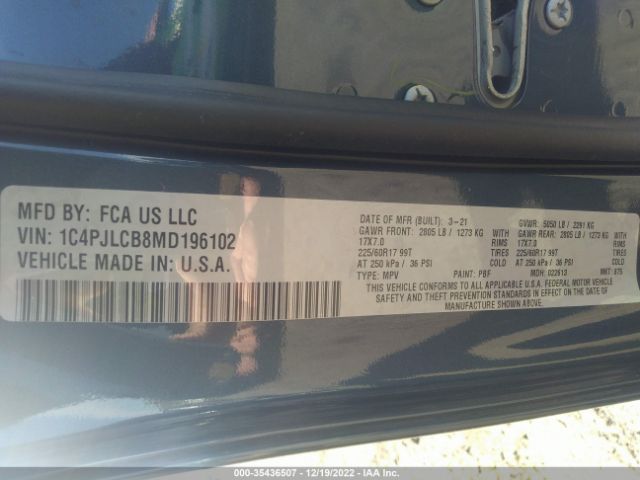 MFD BY: FCA US LLC
VIN: 1C4PJLCB8MD196102
VEHICLE MADE IN: U.S.A.
DATE OF MFR (BUILT): 3-21 GVWR: 5050 LB / 2291 KG
GAWR FRONT: 2805 LB / 1273 KG WITH GAWR REAR: 2805 LB / 1273 KG WITH
17X7.0 RIMS 17X7.0 RIMS
225/60R17 99T TIRES 225/60R17 99T TIRES
AT 250 kPa / 36 PSI COLD AT 250 kPa / 36 PSI COLD
TYPE: MPV PAINT: PBF MDH: 022613 MNT: 875
THIS VEHICLE CONFORMS TO ALL APPLICABLE U.S.A. FEDERAL MOTOR VEHICLE
SAFETY AND THEFT PREVENTION STANDARDS IN EFFECT ON THE DATE OF
MANUFACTURE SHOWN ABOVE.
000-35436507 - 12/19/2022 - IAA Inc.